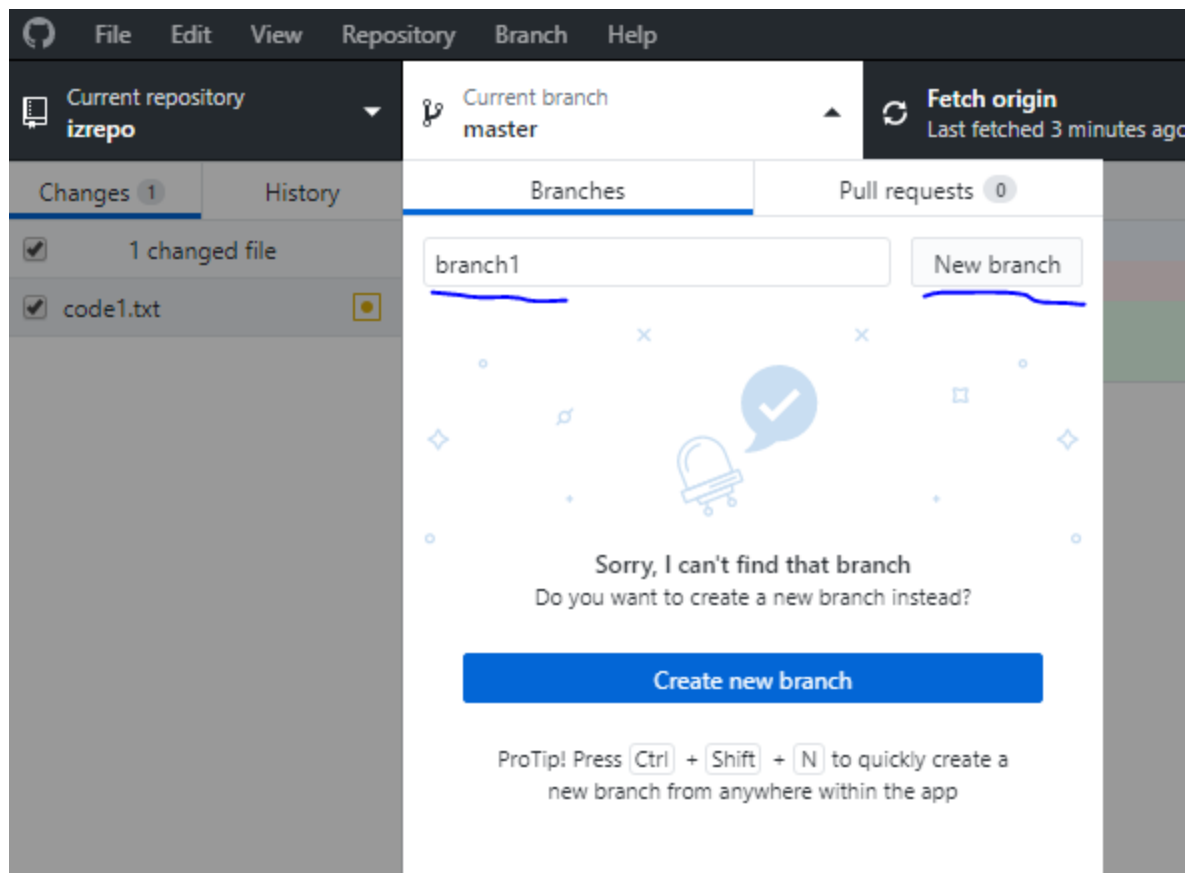 File Edit View Repository Branch Help
Current repository
izrepo
Current branch
master
Fetch origin
Last fetched 3 minutes ago
Changes 1
History
Branches
Pull requests 0
1 changed file
code1.txt
branch1
New branch
Sorry, I can't find that branch
Do you want to create a new branch instead?
Create new branch
ProTip! Press Ctrl + Shift + N to quickly create a
new branch from anywhere within the app